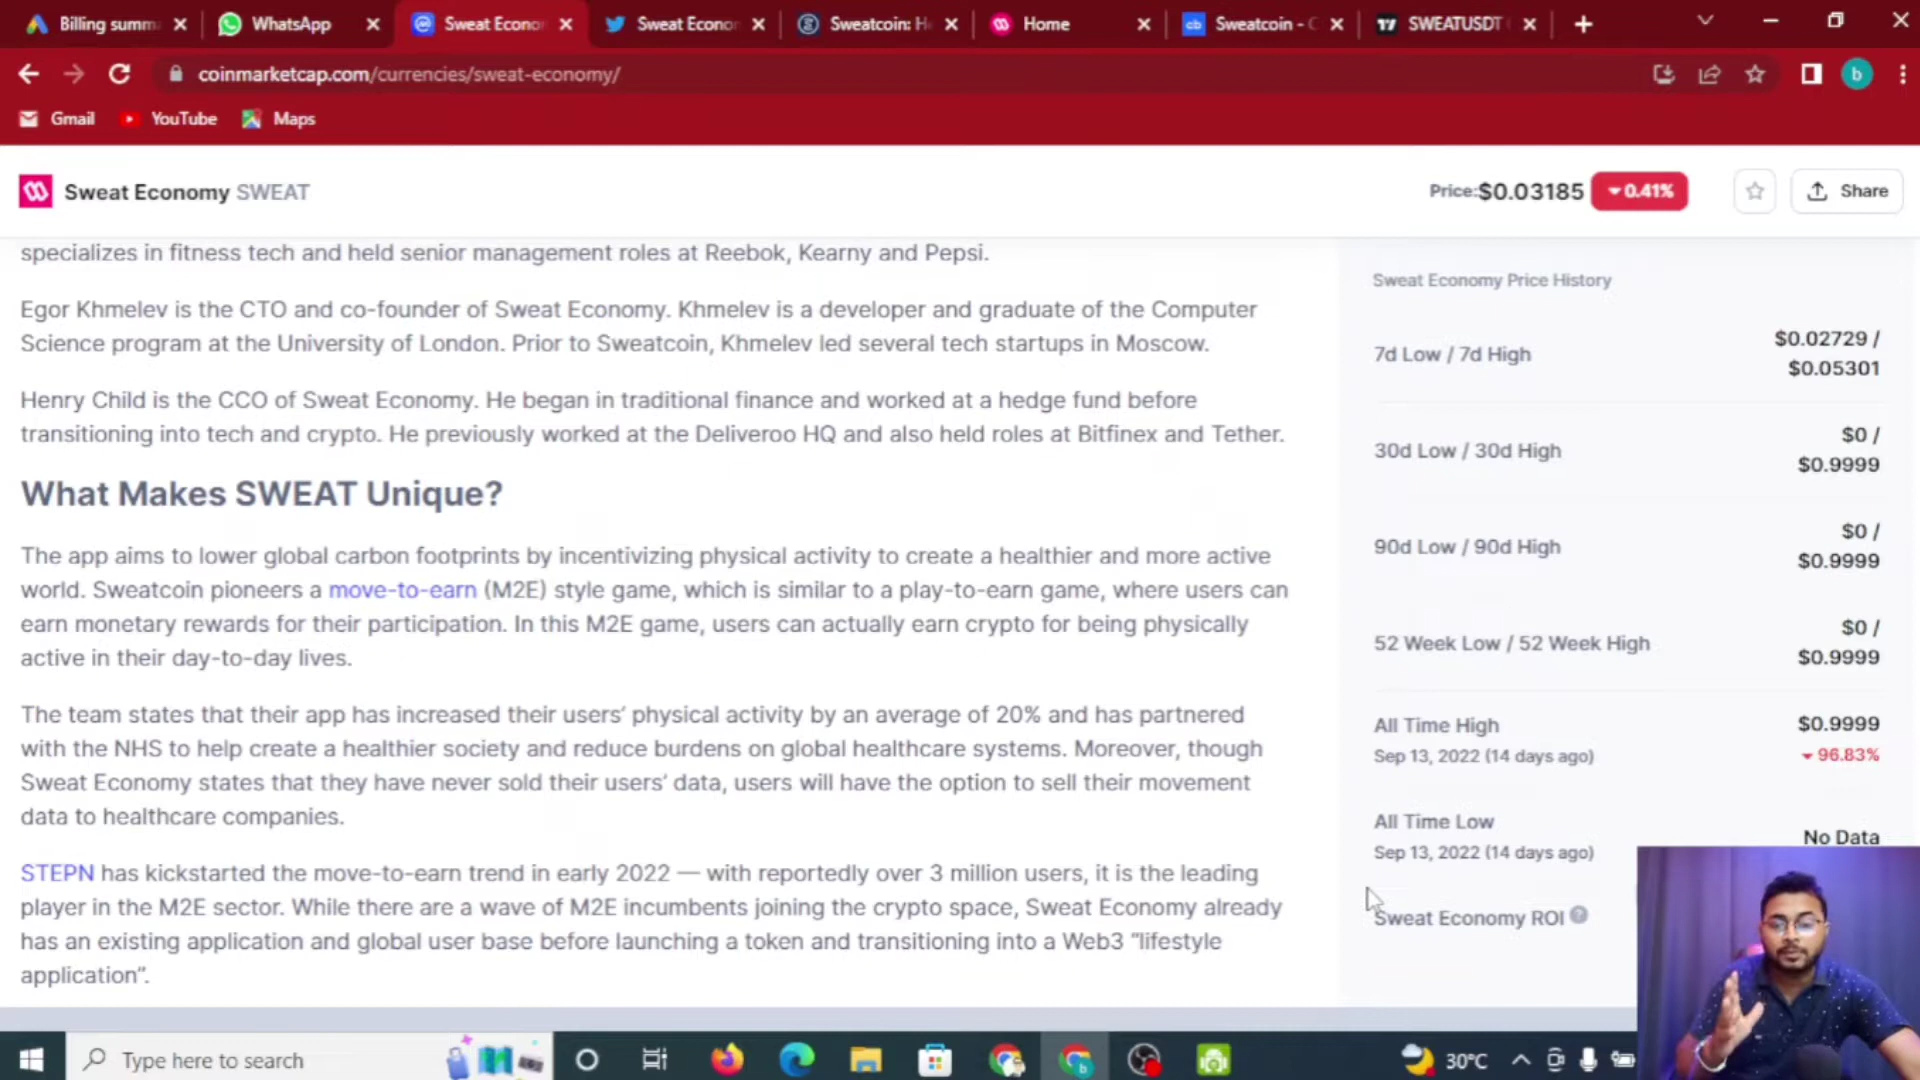 Billing summ
WhatsApp
Sweat Econo
Sweat Econor
Sweatcoin: H
Home
Sweatcoin - C
SWEATUSDT
coinmarketcap.com/currencies/sweat-economy/
b
Gmail
YouTube
Maps
Sweat Economy SWEAT
Price:$0.03185
0.41%
Share
specializes in fitness tech and held senior management roles at Reebok, Kearny and Pepsi.
Egor Khmelev is the CTO and co-founder of Sweat Economy. Khmelev is a developer and graduate of the Computer
Science program at the University of London. Prior to Sweatcoin, Khmelev led several tech startups in Moscow.
Henry Child is the CCO of Sweat Economy. He began in traditional finance and worked at a hedge fund before
transitioning into tech and crypto. He previously worked at the Deliveroo HQ and also held roles at Bitfinex and Tether.
What Makes SWEAT Unique?
The app aims to lower global carbon footprints by incentivizing physical activity to create a healthier and more active
world. Sweatcoin pioneers a move-to-earn (M2E) style game, which is similar to a play-to-earn game, where users can
earn monetary rewards for their participation. In this M2E game, users can actually earn crypto for being physically
active in their day-to-day lives.
The team states that their app has increased their users' physical activity by an average of 20% and has partnered
with the NHS to help create a healthier society and reduce burdens on global healthcare systems. Moreover, though
Sweat Economy states that they have never sold their users' data, users will have the option to sell their movement
data to healthcare companies.
STEPN has kickstarted the move-to-earn trend in early 2022 — with reportedly over 3 million users, it is the leading
player in the M2E sector. While there are a wave of M2E incumbents joining the crypto space, Sweat Economy already
has an existing application and global user base before launching a token and transitioning into a Web3 "lifestyle
application".
Sweat Economy Price History
7d Low / 7d High
$0.02729 /
$0.05301
30d Low / 30d High
$0 /
$0.9999
90d Low / 90d High
$0 /
$0.9999
52 Week Low / 52 Week High
$0 /
$0.9999
All Time High
$0.9999
Sep 13, 2022 (14 days ago)
96.83%
All Time Low
No Data
Sep 13, 2022 (14 days ago)
Sweat Economy ROI
Type here to search
30°C